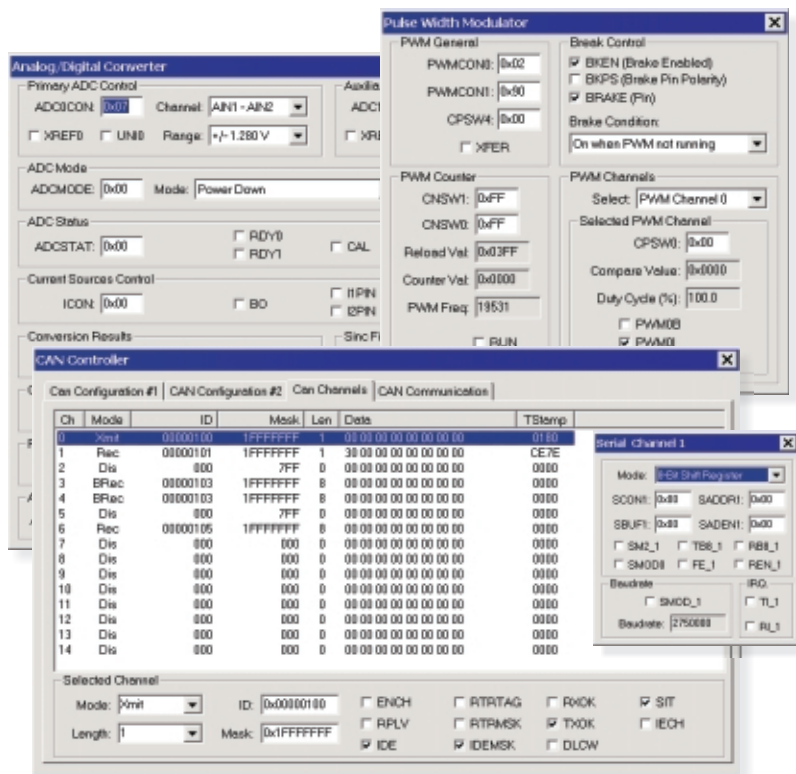 Pulse Width Modulator
PWM General
PWMCON0: 0x02
PWMCON1: 0x90
CPSW4: 0x00
XFER
Break Control
BKEN (Brake Enabled)
BKPS (Brake Pin Polarity)
BRAKE (Pin)
Brake Condition:
On when PWM not running
PWM Counter
CNSW1: 0xFF
CNSW0: 0xFF
Reload Val: 0x03FF
Counter Val: 0x0000
PWM Freq: 19531
RUN
PWM Channels
Select: PWM Channel 0
Selected PWM Channel
CPSW0: 0x00
Compare Value: 0x0000
Duty Cycle (%): 100.0
PWM0B
PWM0I
Analog/Digital Converter
Primary ADC Control
ADC0CON: 0x07 Channel: AIN1 - AIN2
XREF0 UNI0 Range: +/- 1.280 V
ADC Mode
ADCMODE: 0x00 Mode: Power Down
ADC Status
ADCSTAT: 0x00 RDY0
RDY1 CAL
Current Sources Control
ICON: 0x00 BO I1PIN
I2PIN
Conversion Results
CAN Controller
Can Configuration #1 CAN Configuration #2 Can Channels CAN Communication
Ch Mode ID Mask Len Data TStamp
0 Xmit 00000100 1FFFFFFF 1 00 00 00 00 00 00 00 00 0180
1 Rec 00000101 1FFFFFFF 1 30 00 00 00 00 00 00 00 CE7E
2 Dis 000 7FF 0 00 00 00 00 00 00 00 00 0000
3 BRec 00000103 1FFFFFFF 8 00 00 00 00 00 00 00 00 0000
4 BRec 00000103 1FFFFFFF 8 00 00 00 00 00 00 00 00 0000
5 Dis 000 7FF 0 00 00 00 00 00 00 00 00 0000
6 Rec 00000105 1FFFFFFF 8 00 00 00 00 00 00 00 00 0000
7 Dis 000 000 0 00 00 00 00 00 00 00 00 0000
8 Dis 000 000 0 00 00 00 00 00 00 00 00 0000
9 Dis 000 000 0 00 00 00 00 00 00 00 00 0000
10 Dis 000 000 0 00 00 00 00 00 00 00 00 0000
11 Dis 000 000 0 00 00 00 00 00 00 00 00 0000
12 Dis 000 000 0 00 00 00 00 00 00 00 00 0000
13 Dis 000 000 0 00 00 00 00 00 00 00 00 0000
14 Dis 000 000 0 00 00 00 00 00 00 00 00 0000
Selected Channel
Mode: Xmit ID: 0x00000100 ENCH RTRTAG RXOK SIT
Length: 1 Mask: 0x1FFFFFFF RPLV RTRMSK TXOK IECH
IDE IDEMSK DLCW
Serial Channel 1
Mode: 8-Bit Shift Register
SCON1: 0x00 SADDR1: 0x00
SBUF1: 0x00 SADEN1: 0x00
SM2_1 TB8_1 RB8_1
SMOD0 FE_1 REN_1
Baudrate
SMOD_1
Baudrate: 2750000
IRQ
TI_1
RI_1